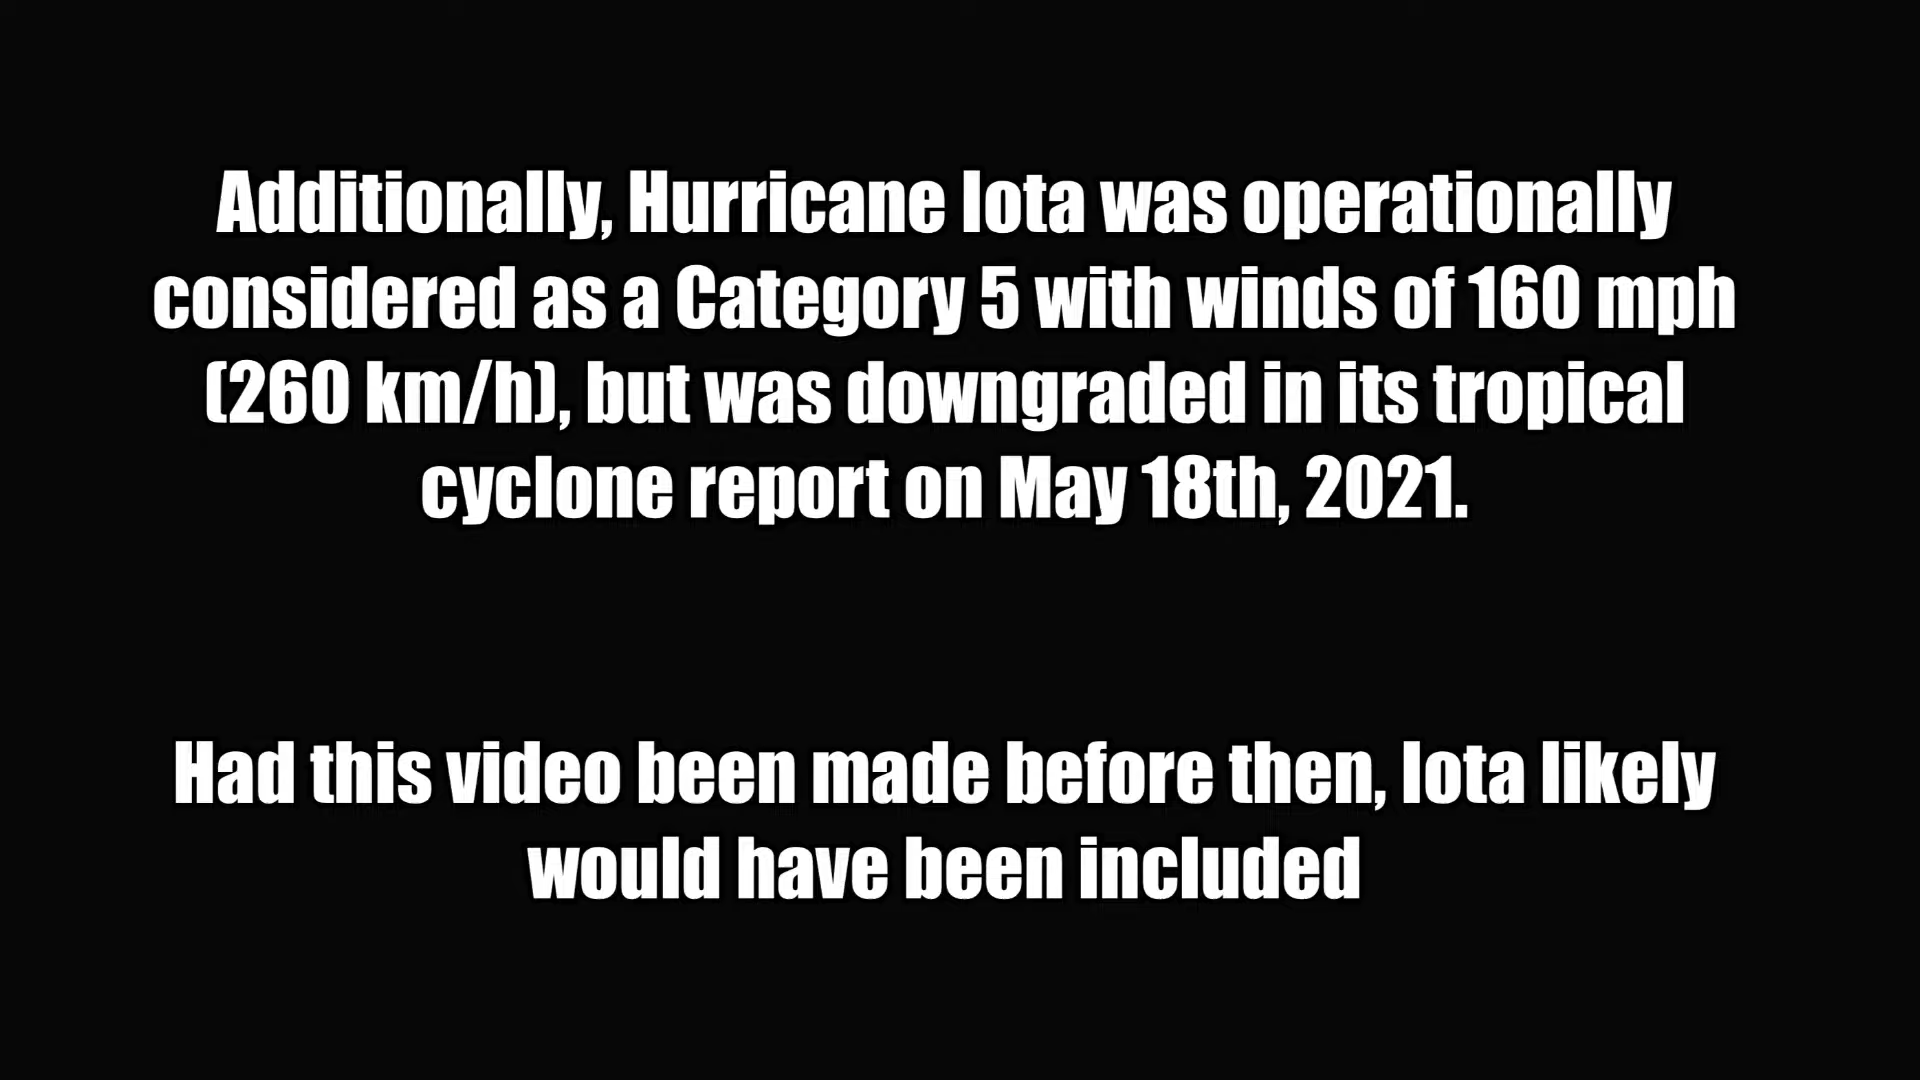 Additionally, Hurricane Iota was operationally
considered as a Category 5 with winds of 160 mph
(260 km/h), but was downgraded in its tropical
cyclone report on May 18th, 2021.
Had this video been made before then, Iota likely
would have been included